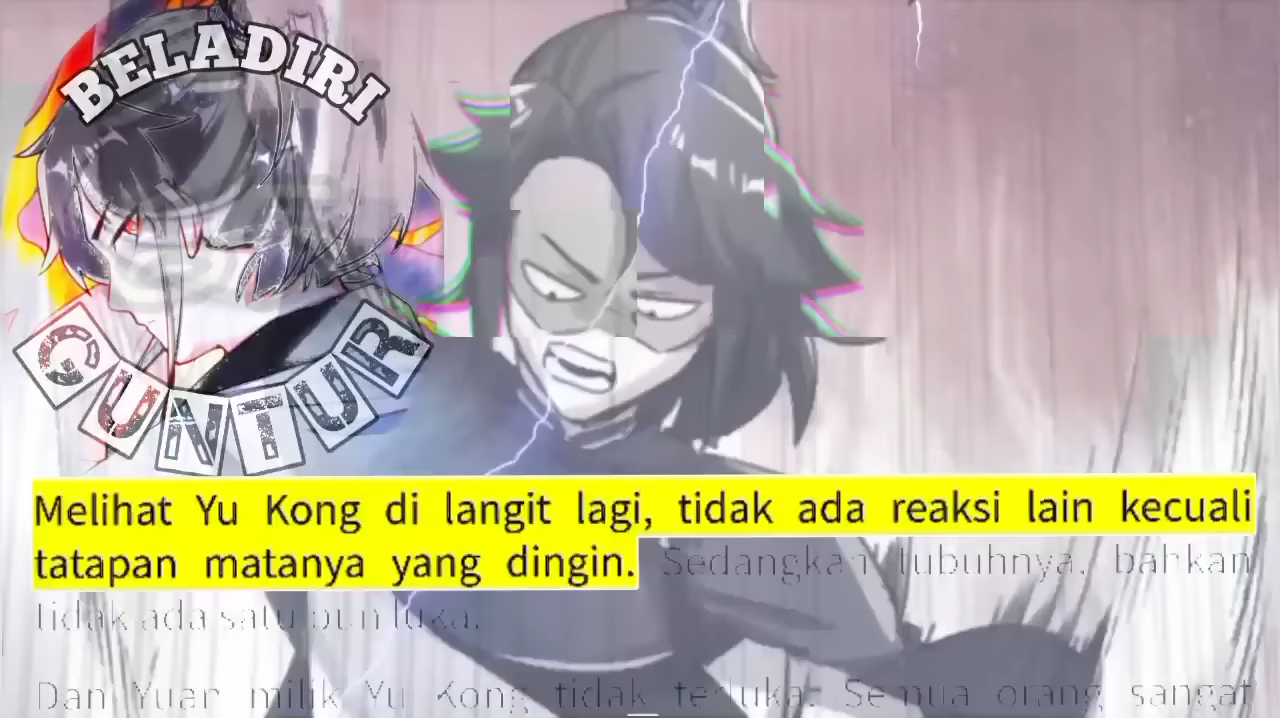 BELADIRI
GUNTUR
Melihat Yu Kong di langit lagi, tidak ada reaksi lain kecuali
tatapan matanya yang dingin. Sedangkan tubuhnya, bahkan
tidak ada satu pun luka.
Dan Yuan milik Yu Kong tidak terluka. Semua orang sangat